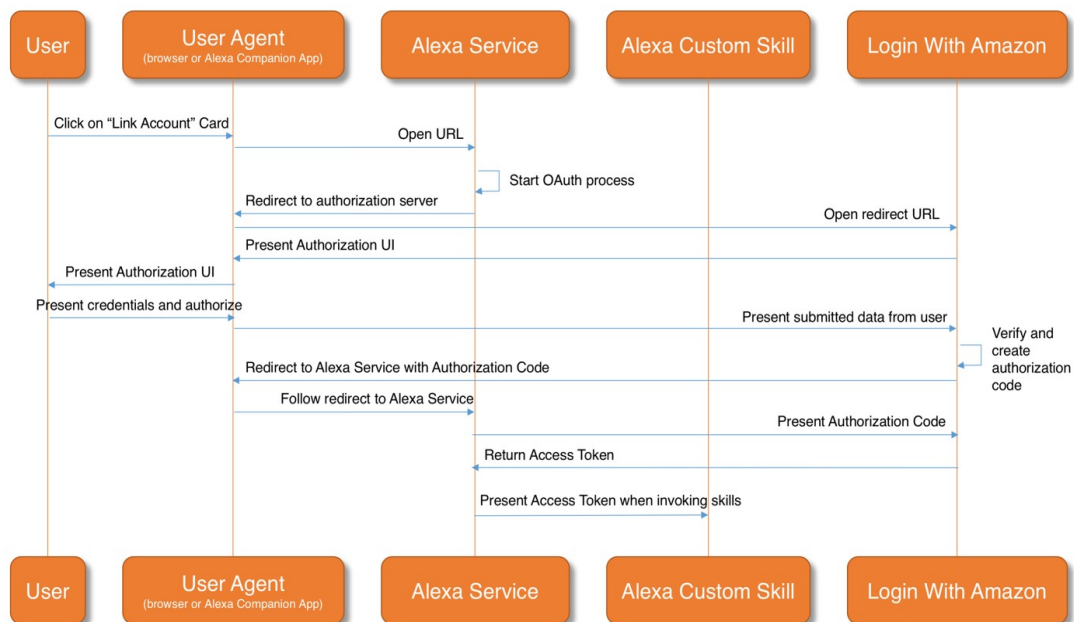 User
User Agent
(browser or Alexa Companion App)
Alexa Service
Alexa Custom Skill
Login With Amazon
Click on “Link Account” Card
Open URL
Start OAuth process
Redirect to authorization server
Open redirect URL
Present Authorization UI
Present Authorization UI
Present credentials and authorize
Present submitted data from user
Verify and
create
authorization
code
Redirect to Alexa Service with Authorization Code
Follow redirect to Alexa Service
Present Authorization Code
Return Access Token
Present Access Token when invoking skills
User
User Agent
(browser or Alexa Companion App)
Alexa Service
Alexa Custom Skill
Login With Amazon